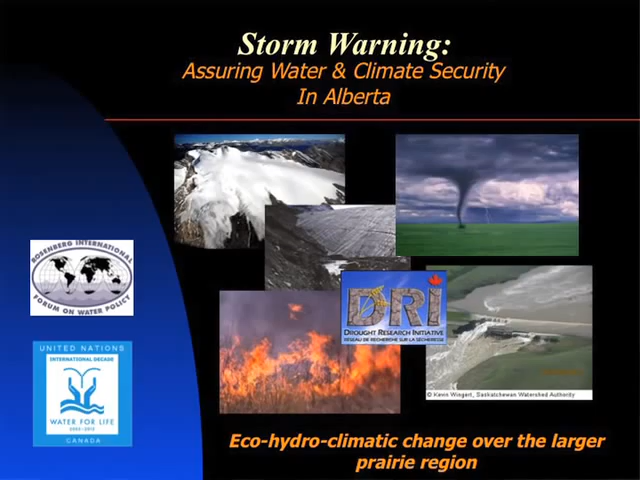 Storm Warning:
Assuring Water & Climate Security
In Alberta
ROSENBERG INTERNATIONAL
FORUM ON WATER POLICY
DRI
DROUGHT RESEARCH INITIATIVE
RÉSEAU DE RECHERCHE SUR LA SÉCHERESSE
© Kevin Wingert, Saskatchewan Watershed Authority
UNITED NATIONS
INTERNATIONAL DECADE
WATER FOR LIFE
2005-2015
CANADA
Eco-hydro-climatic change over the larger
prairie region